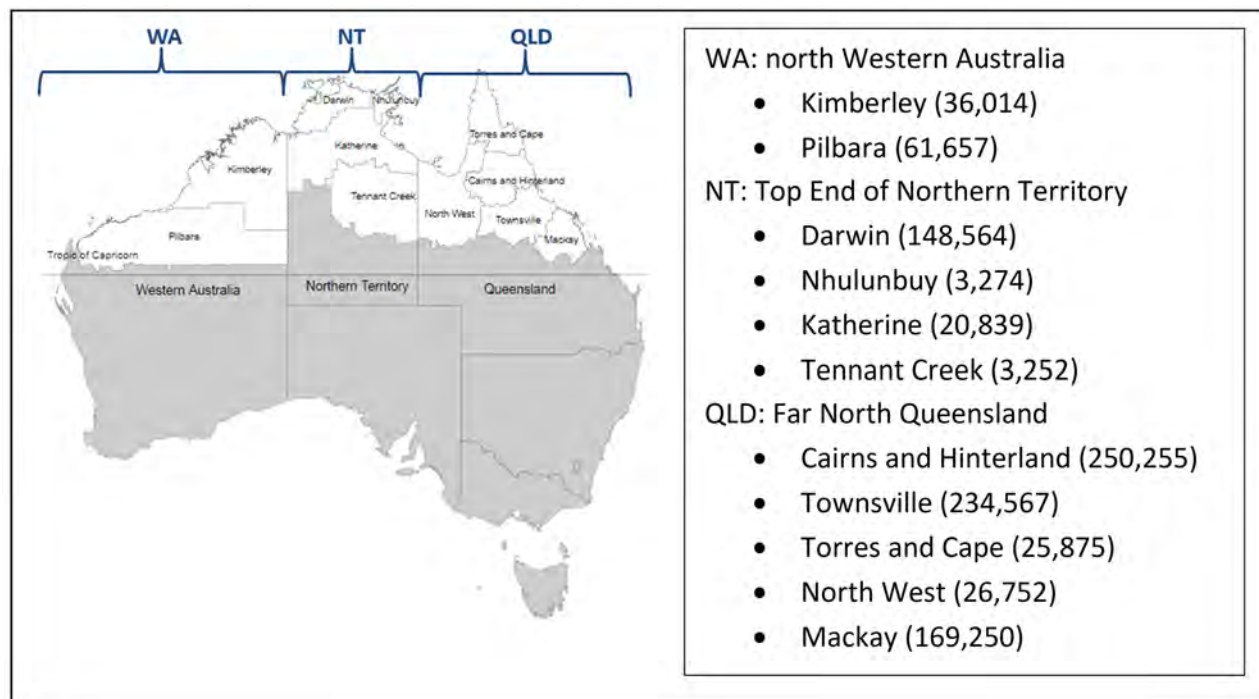 WA NT QLD
Darwin Nhulunbuy
Katherine
Torres and Cape
Kimberley
Cairns and Hinterland
Tennant Creek
North West Townsville
Pilbara
Mackay
Tropic of Capricorn
Western Australia Northern Territory Queensland
WA: north Western Australia
• Kimberley (36,014)
• Pilbara (61,657)
NT: Top End of Northern Territory
• Darwin (148,564)
• Nhulunbuy (3,274)
• Katherine (20,839)
• Tennant Creek (3,252)
QLD: Far North Queensland
• Cairns and Hinterland (250,255)
• Townsville (234,567)
• Torres and Cape (25,875)
• North West (26,752)
• Mackay (169,250)